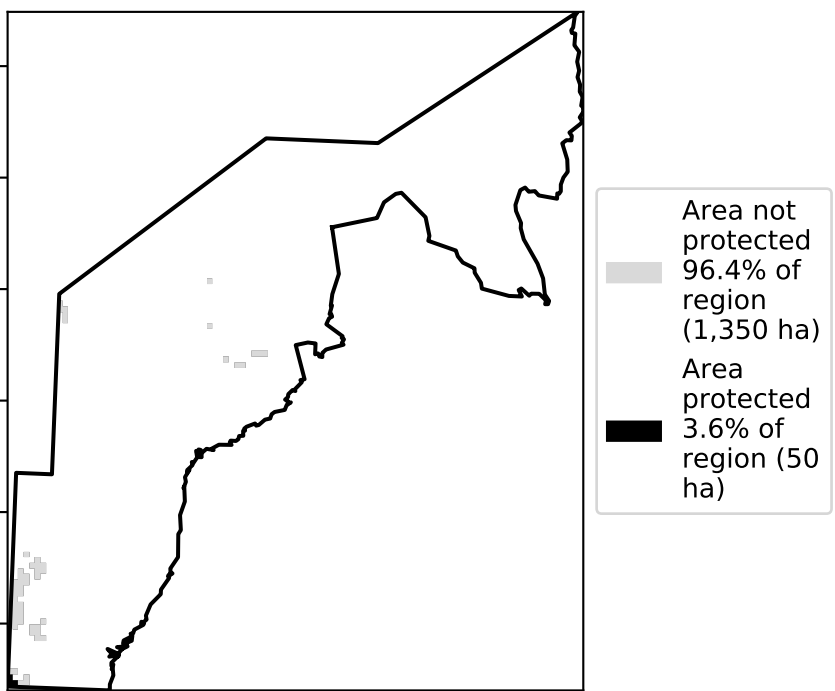 Area not
protected
96.4% of
region
(1,350 ha)
Area
protected
3.6% of
region (50
ha)